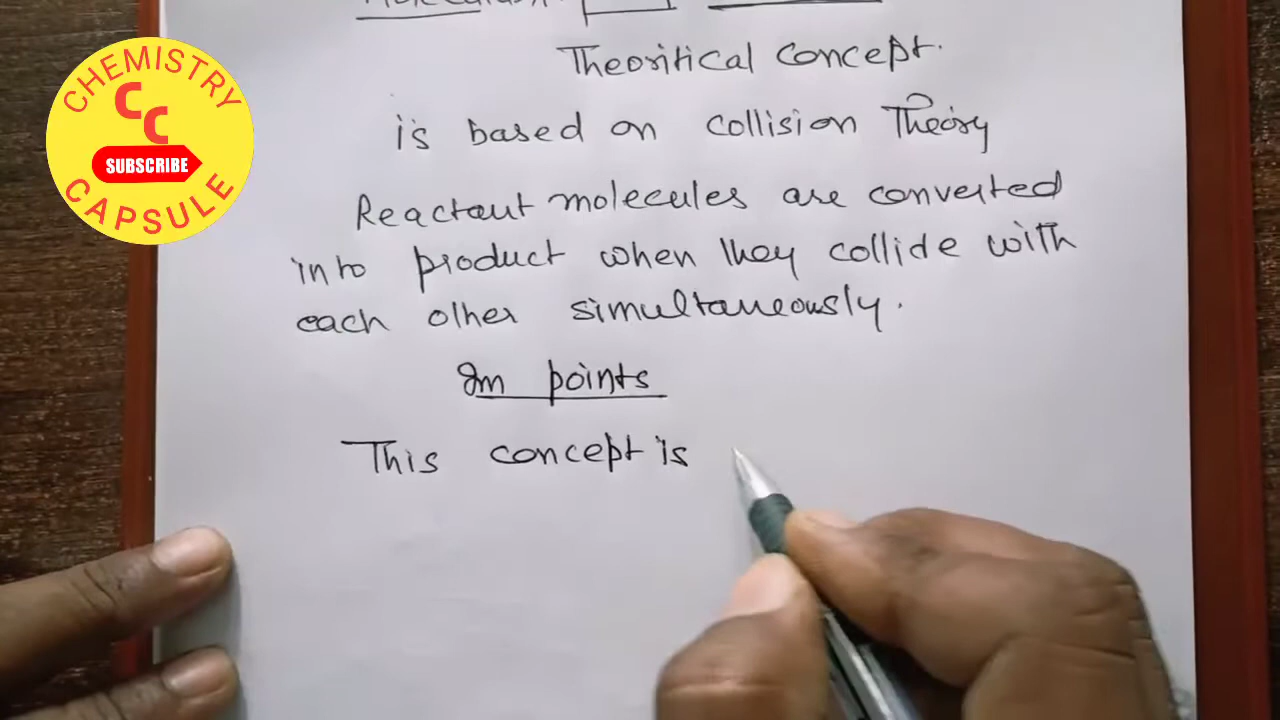 CHEMISTRY
CC
SUBSCRIBE
CAPSULE
Theoritical concept.
is based on collision Theory
Reactant molecules are converted
into product when they collide with
each other simultaneously.
Im points
This concept is